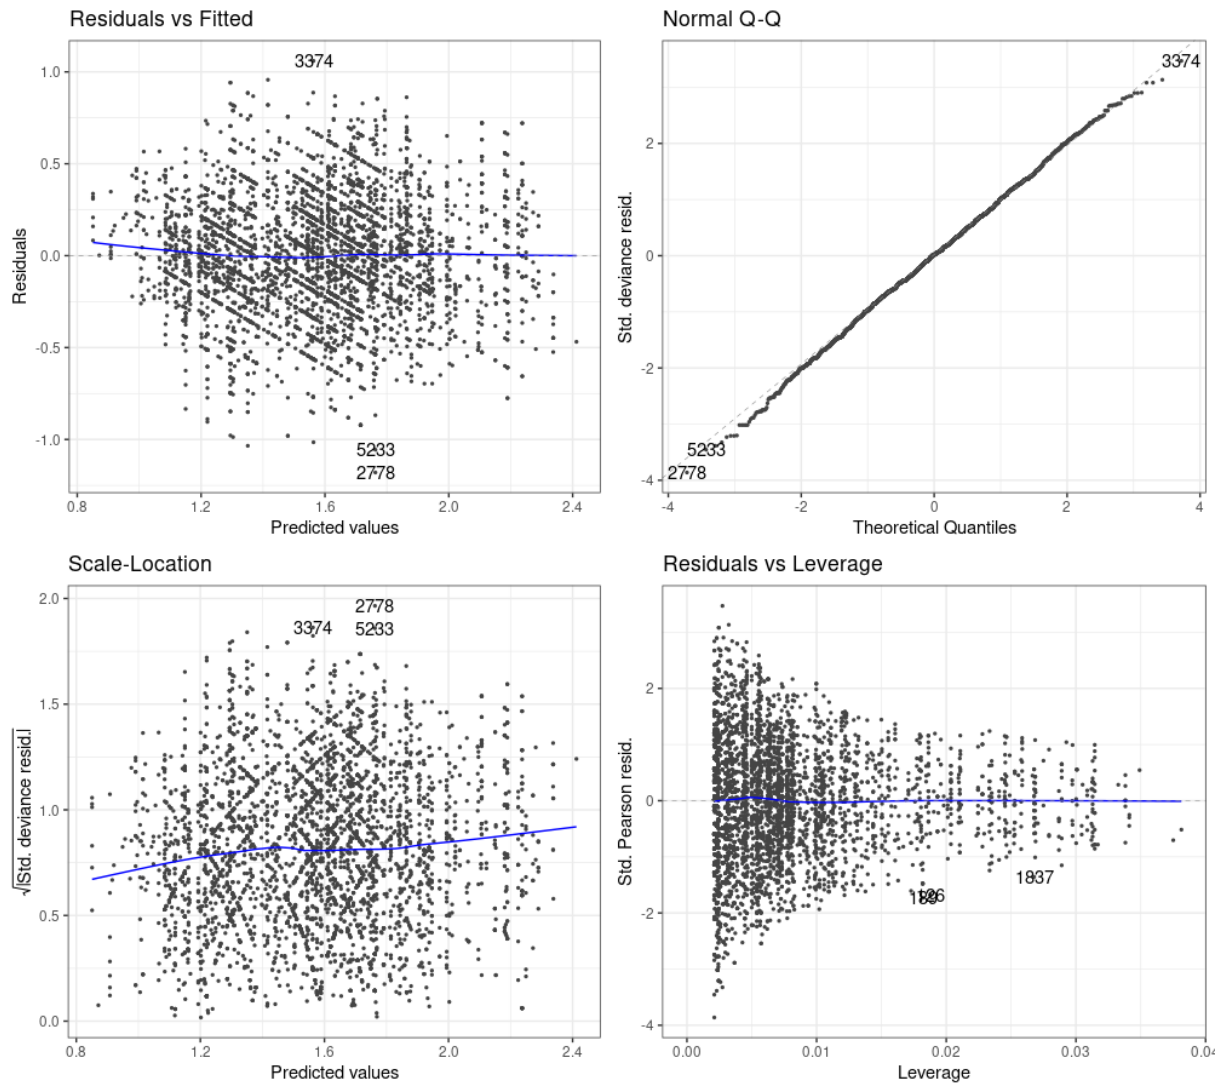 Residuals vs Fitted
Residuals
1.0
0.5
0.0
-0.5
-1.0
3374
5233
2778
0.8 1.2 1.6 2.0 2.4
Predicted values
Normal Q-Q
Std. deviance resid.
2
0
-2
-4
3374
5233
2778
-4 -2 0 2 4
Theoretical Quantiles
Scale-Location
√|Std. deviance resid.|
2.0
1.5
1.0
0.5
0.0
2778
3374 5233
0.8 1.2 1.6 2.0 2.4
Predicted values
Residuals vs Leverage
Std. Pearson resid.
2
0
-2
-4
1837
0.00 0.01 0.02 0.03 0.04
Leverage